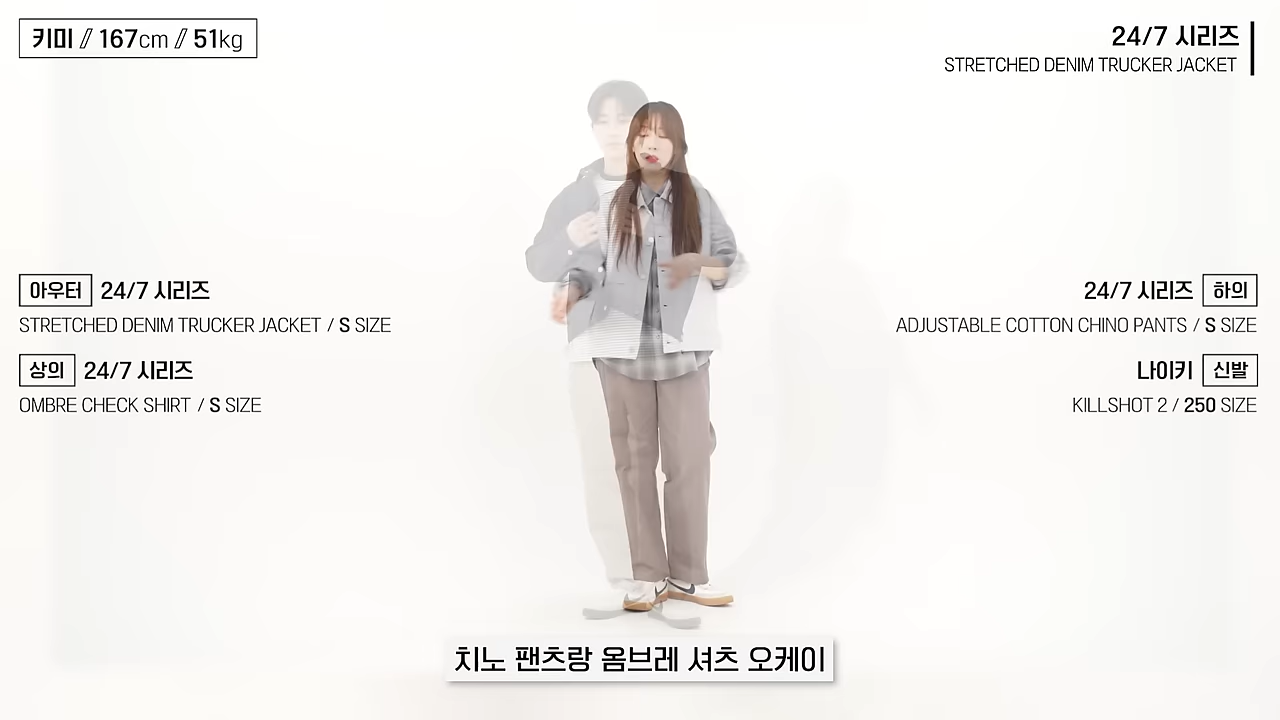 키미 // 167cm // 51kg
24/7 시리즈
STRETCHED DENIM TRUCKER JACKET
아우터 24/7 시리즈
STRETCHED DENIM TRUCKER JACKET / S SIZE
상의 24/7 시리즈
OMBRE CHECK SHIRT / S SIZE
24/7 시리즈 하의
ADJUSTABLE COTTON CHINO PANTS / S SIZE
나이키 신발
KILLSHOT 2 / 250 SIZE
치노 팬츠랑 옴브레 셔츠 오케이